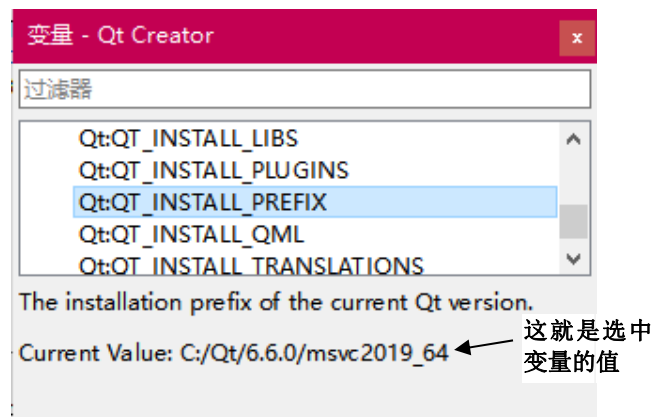 变量 - Qt Creator
x
过滤器
Qt:QT_INSTALL_LIBS
Qt:QT_INSTALL_PLUGINS
Qt:QT_INSTALL_PREFIX
Qt:QT_INSTALL_QML
Qt:QT_INSTALL_TRANSLATIONS
The installation prefix of the current Qt version.
这就是选中
变量的值
Current Value: C:/Qt/6.6.0/msvc2019_64